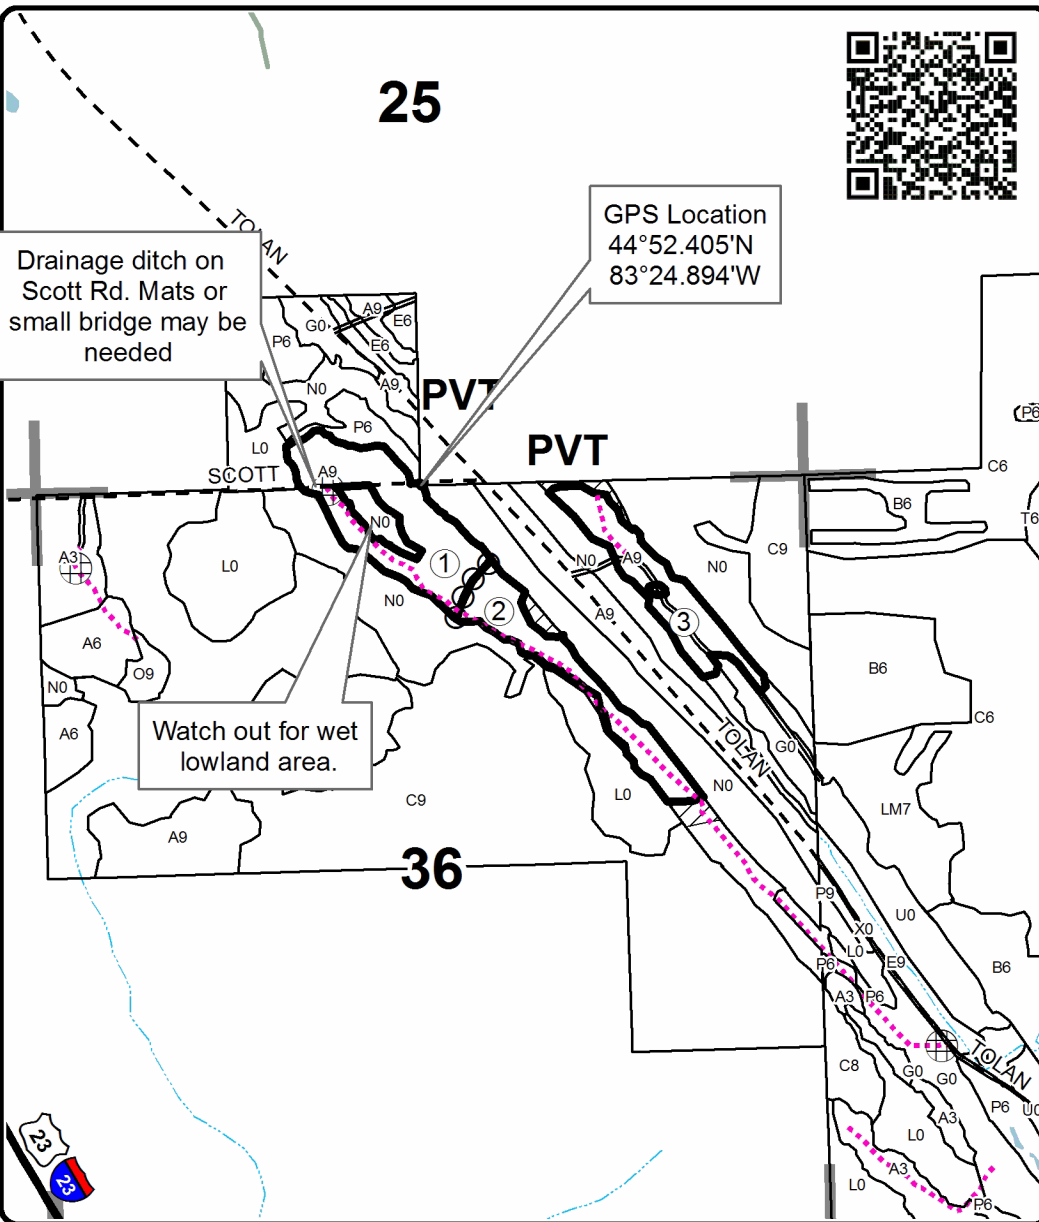 25
TOLAN
GPS Location
44°52.405'N
83°24.894'W
Drainage ditch on
Scott Rd. Mats or
small bridge may be
needed
A9
G0
E6
P6
E6
N0
A9
PVT
P6
P6
L0
PVT
SCOTT
A9
C6
B6
T6
N0
C9
A3
L0
1
N0
A9
N0
N0
2
A9
3
A6
O9
B6
N0
C6
A6
Watch out for wet
lowland area.
TOLAN
G0
C9
L0
N0
LM7
A9
36
P9
U0
X0
L0
P6
E9
B6
A3
P6
TOLAN
C8
G0
G0
P6
U0
A3
L0
23
A3
23
L0
P6